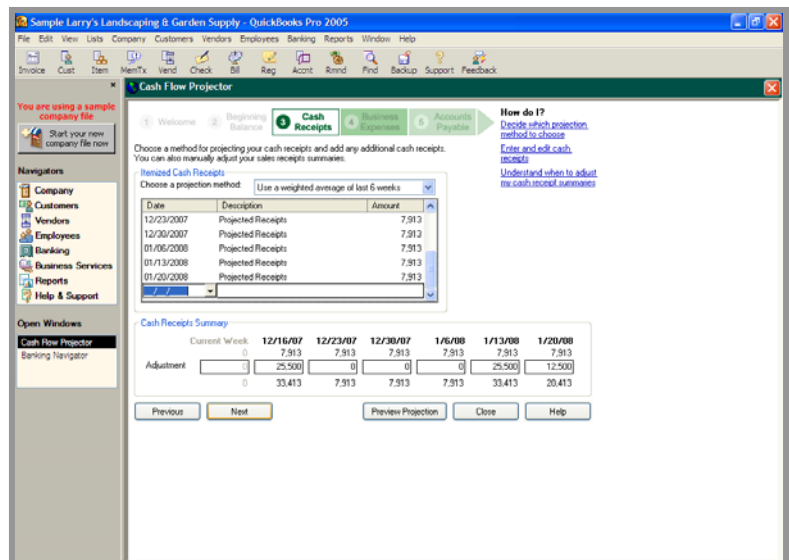 Sample Larry's Landscaping & Garden Supply - QuickBooks Pro 2005
File Edit View Lists Company Customers Vendors Employees Banking Reports Window Help
Invoice Cust Item MemTx Vend Check Bill Reg Accnt Rmnd Find Backup Support Feedback
Cash Flow Projector
You are using a sample
company file
Start your new
company file now
Navigators
Company
Customers
Vendors
Employees
Banking
Business Services
Reports
Help & Support
Open Windows
Cash Flow Projector
Banking Navigator
1 Welcome 2 Beginning Balance 3 Cash Receipts 4 Business Expenses 5 Accounts Payable
How do I?
Decide which projection
method to choose
Enter and edit cash
receipts
Understand when to adjust
my cash receipt summaries
Choose a method for projecting your cash receipts and add any additional cash receipts.
You can also manually adjust your sales receipts summaries.
Itemized Cash Receipts
Choose a projection method: Use a weighted average of last 6 weeks
Date Description Amount
12/23/2007 Projected Receipts 7,913
12/30/2007 Projected Receipts 7,913
01/06/2008 Projected Receipts 7,913
01/13/2008 Projected Receipts 7,913
01/20/2008 Projected Receipts 7,913
/ /
Cash Receipts Summary
Current Week 12/16/07 12/23/07 12/30/07 1/6/08 1/13/08 1/20/08
0 7,913 7,913 7,913 7,913 7,913 7,913
Adjustment 0 25,500 0 0 0 25,500 12,500
0 33,413 7,913 7,913 7,913 33,413 20,413
Previous Next Preview Projection Close Help